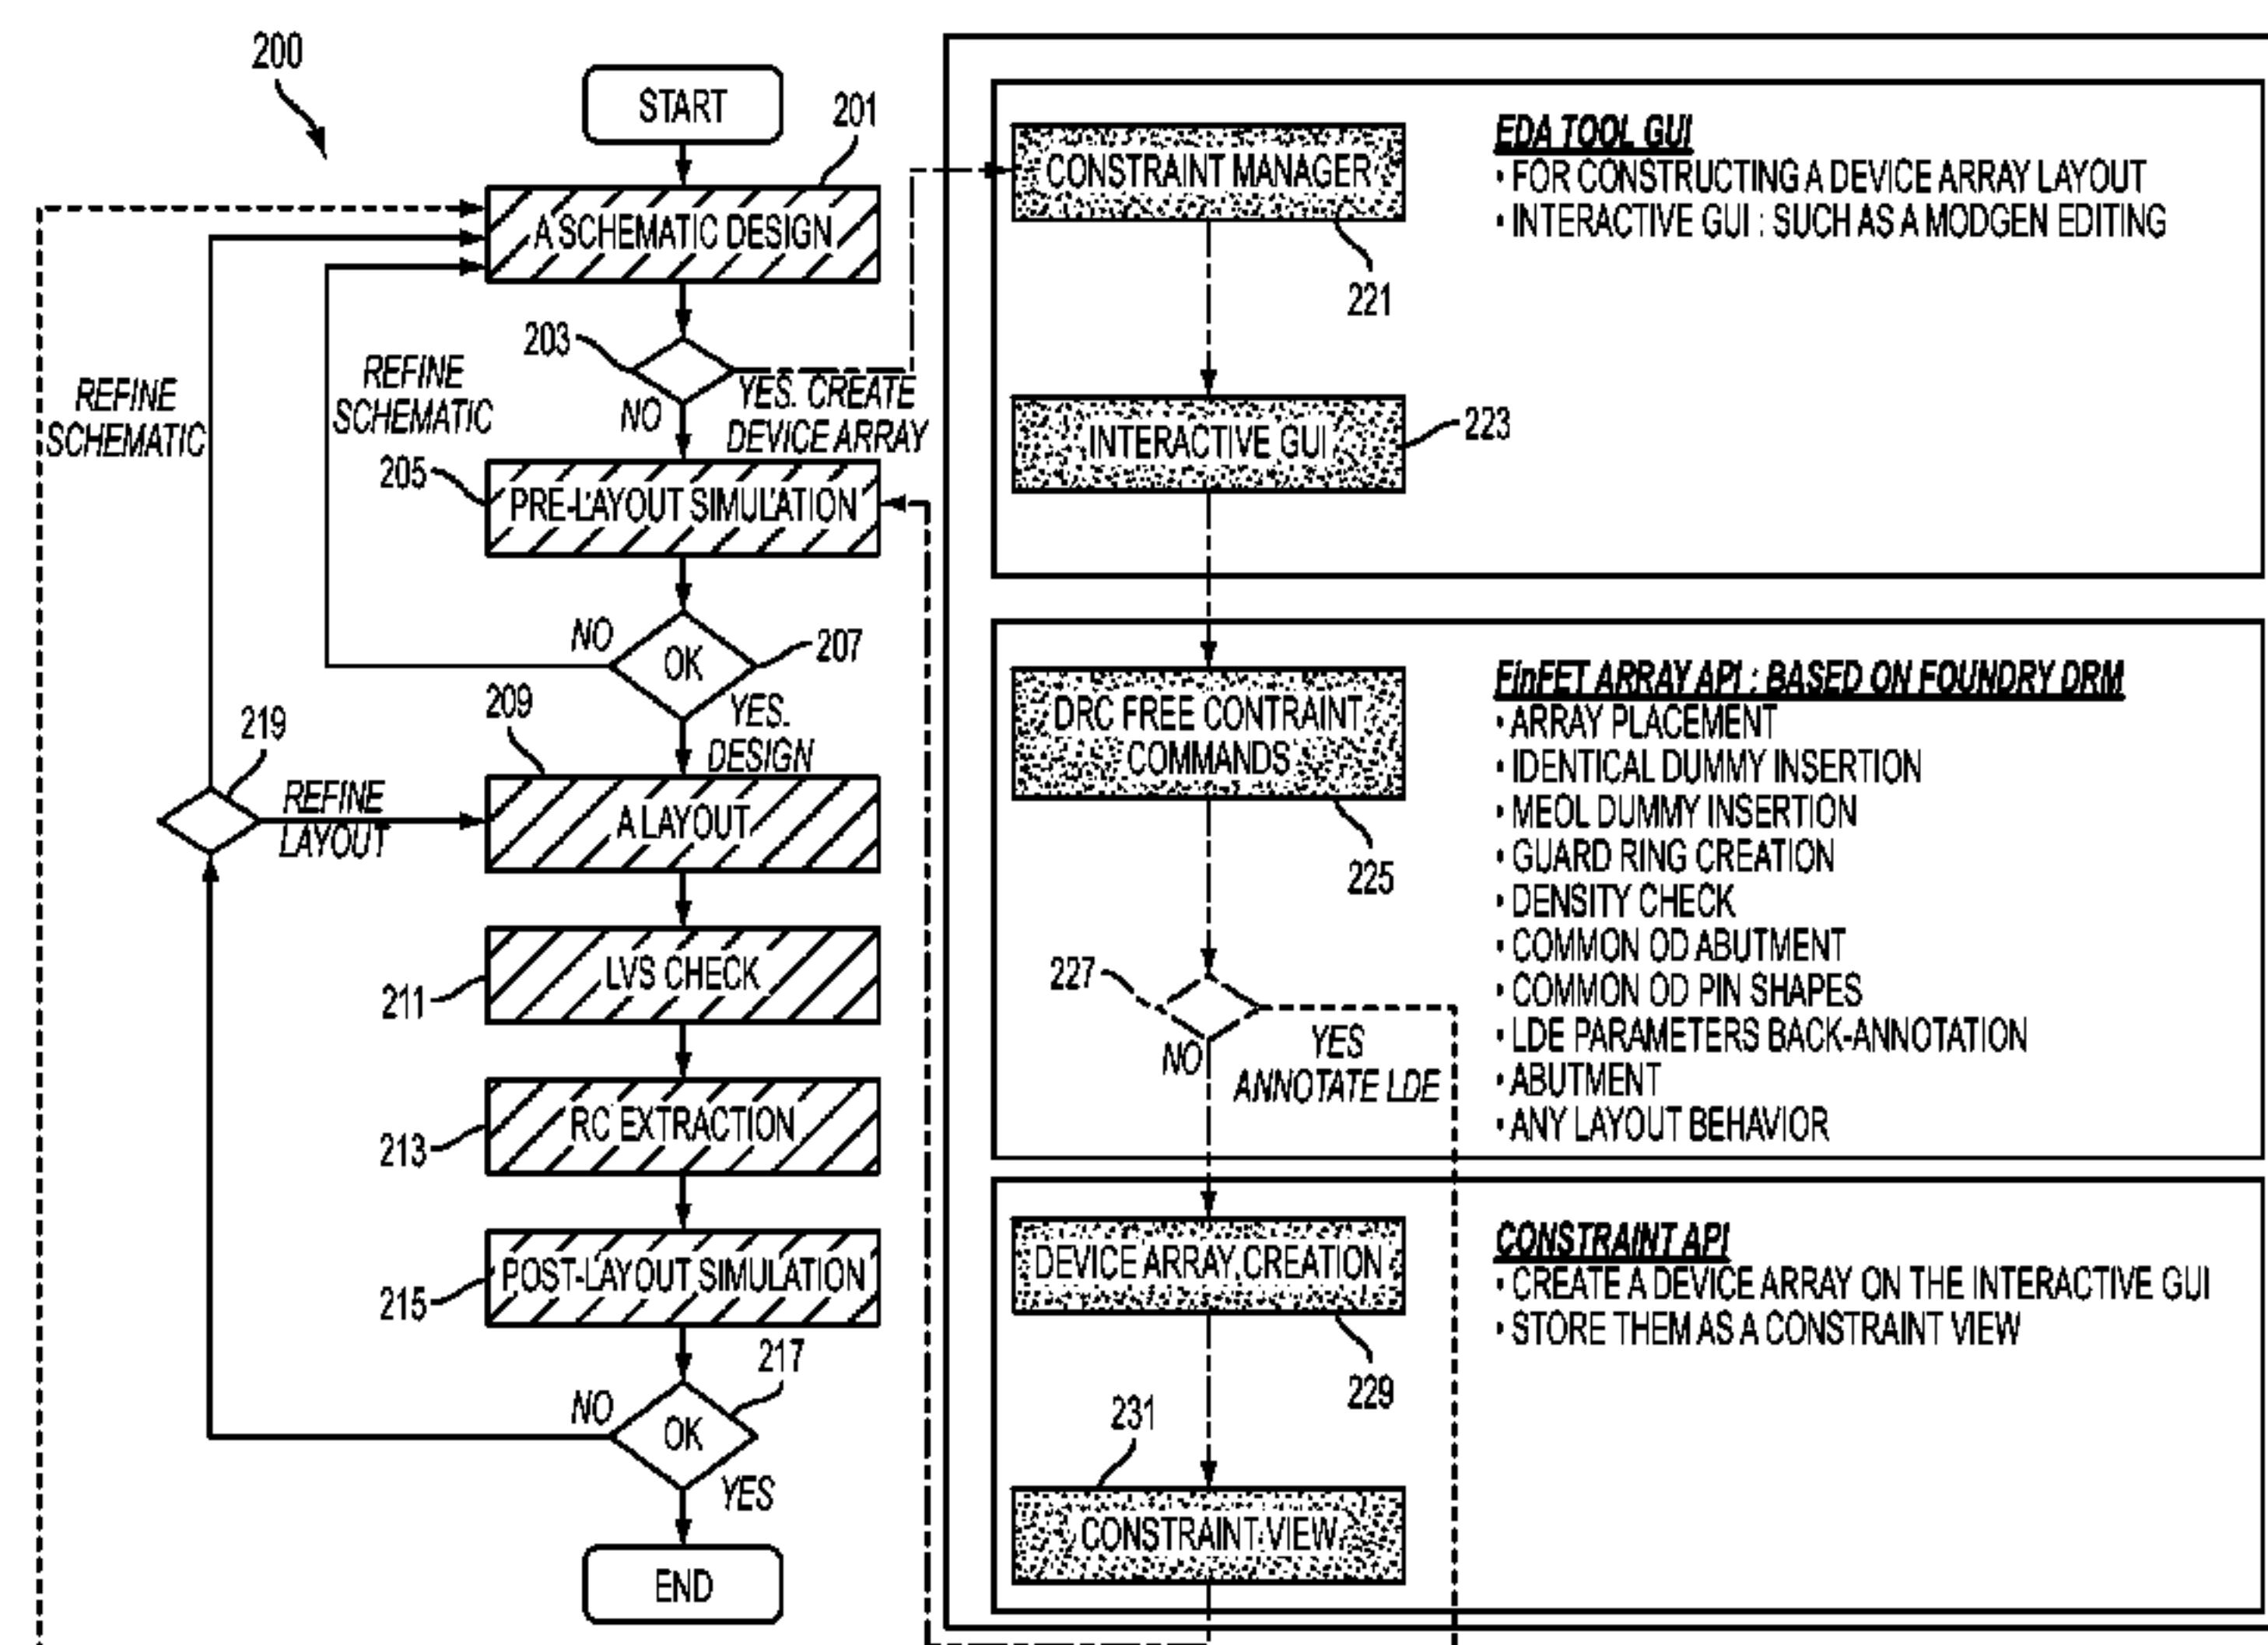 200
START
201
A SCHEMATIC DESIGN
203
NO
YES. CREATE
DEVICE ARRAY
REFINE
SCHEMATIC
REFINE
SCHEMATIC
205
PRE-LAYOUT SIMULATION
NO
OK
207
YES.
DESIGN
209
219
REFINE
LAYOUT
A LAYOUT
LVS CHECK
211
RC EXTRACTION
213
POST-LAYOUT SIMULATION
215
217
NO
OK
YES
END
CONSTRAINT MANAGER
221
INTERACTIVE GUI
223
EDA TOOL GUI
• FOR CONSTRUCTING A DEVICE ARRAY LAYOUT
• INTERACTIVE GUI : SUCH AS A MODGEN EDITING
DRC FREE CONTRAINT
COMMANDS
225
227
NO
YES
ANNOTATE LDE
FinFET ARRAY API : BASED ON FOUNDRY DRM
• ARRAY PLACEMENT
• IDENTICAL DUMMY INSERTION
• MEOL DUMMY INSERTION
• GUARD RING CREATION
• DENSITY CHECK
• COMMON OD ABUTMENT
• COMMON OD PIN SHAPES
• LDE PARAMETERS BACK-ANNOTATION
• ABUTMENT
• ANY LAYOUT BEHAVIOR
DEVICE ARRAY CREATION
229
231
CONSTRAINT VIEW
CONSTRAINT API
• CREATE A DEVICE ARRAY ON THE INTERACTIVE GUI
• STORE THEM AS A CONSTRAINT VIEW